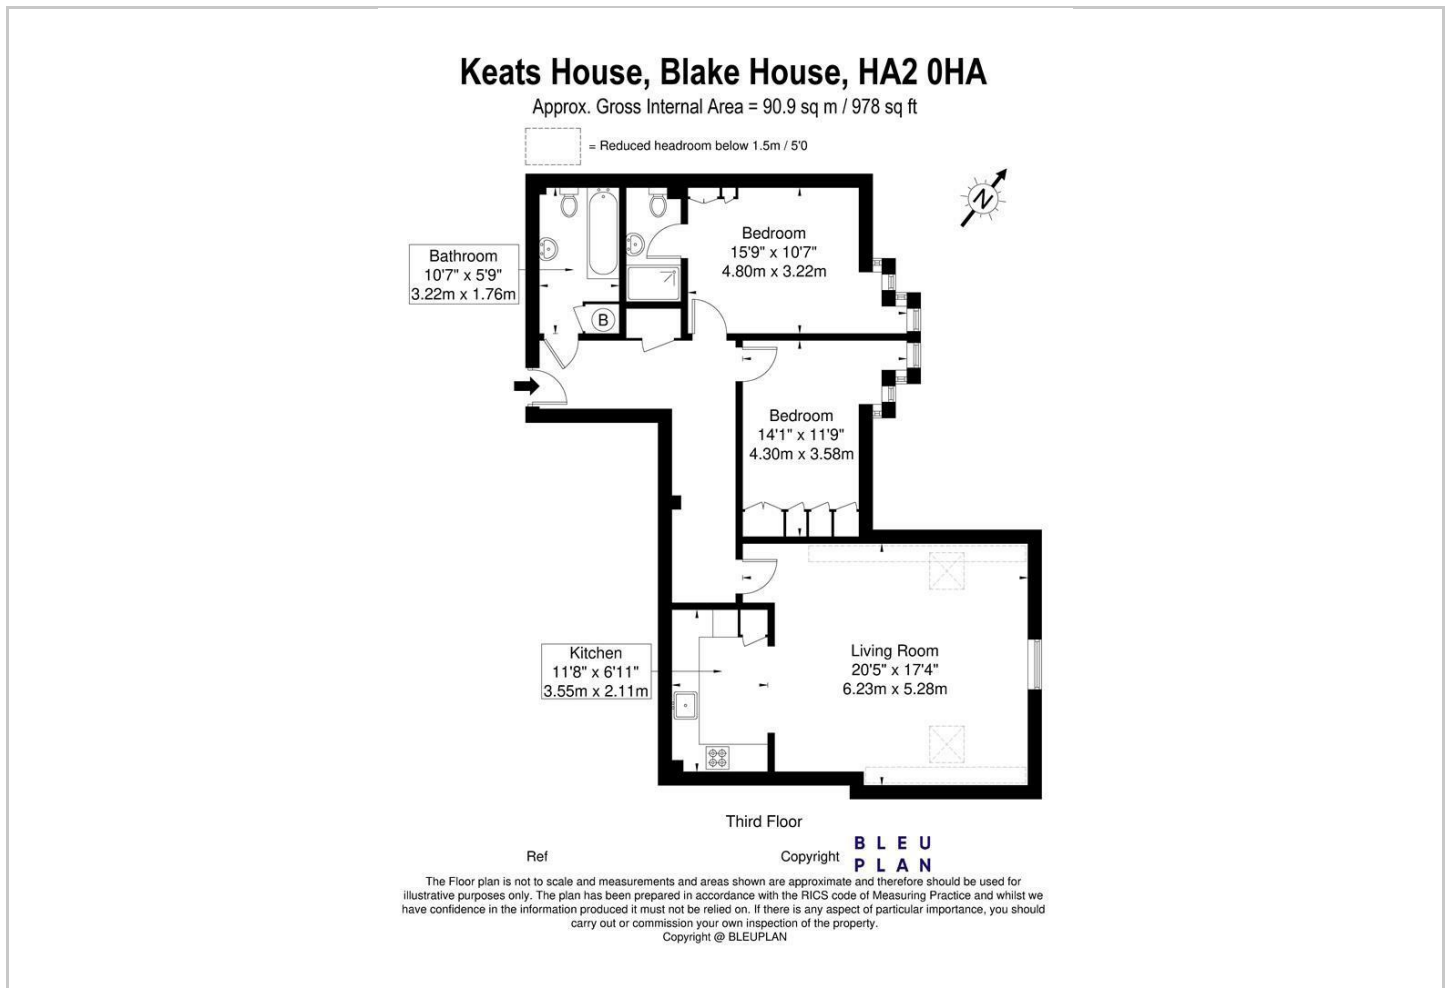 Keats House, Blake House, HA2 0HA
Approx. Gross Internal Area = 90.9 sq m / 978 sq ft
= Reduced headroom below 1.5m / 5'0
N
Bedroom
15'9" x 10'7"
4.80m x 3.22m
Bathroom
10'7" x 5'9"
3.22m x 1.76m
B
Bedroom
14'1" x 11'9"
4.30m x 3.58m
Kitchen
11'8" x 6'11"
3.55m x 2.11m
Living Room
20'5" x 17'4"
6.23m x 5.28m
Third Floor
Ref
Copyright
BLEU
PLAN
The Floor plan is not to scale and measurements and areas shown are approximate and therefore should be used for
illustrative purposes only. The plan has been prepared in accordance with the RICS code of Measuring Practice and whilst we
have confidence in the information produced it must not be relied on. If there is any aspect of particular importance, you should
carry out or commission your own inspection of the property.
Copyright @ BLEUPLAN